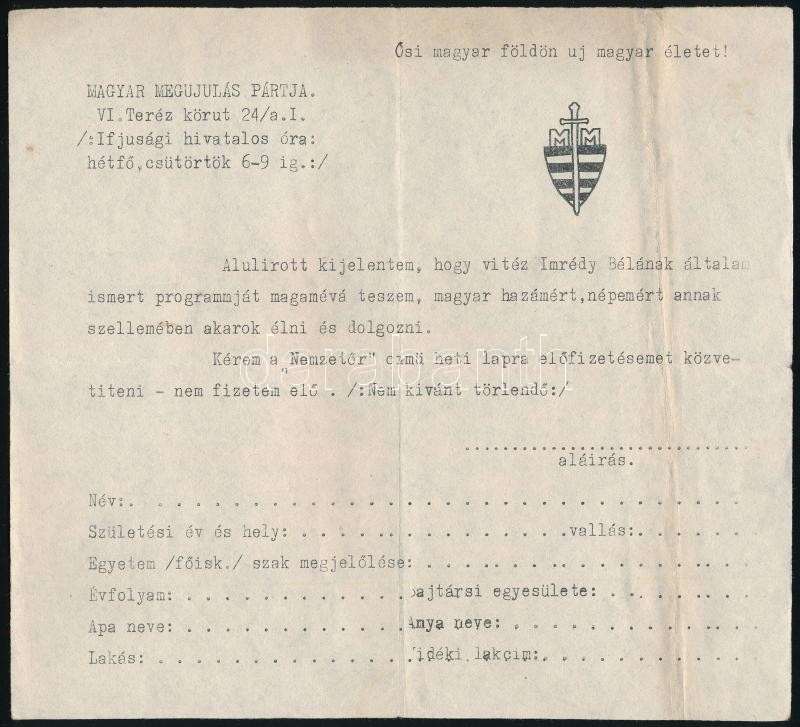 Ősi magyar földön uj magyar életet!
MAGYAR MEGUJULÁS PÁRTJA.
VI.Teréz körut 24/a.I.
/:Ifjusági hivatalos óra:
hétfő,csütörtök 6-9 ig.:/
M M
Alulirott kijelentem, hogy vitéz Imrédy Bélának általam
ismert programmját magamévá teszem, magyar hazámért,népemért annak
szellemében akarok élni és dolgozni.
Kérem a „Nemzetőr" cimü heti lapra előfizetésemet közve-
titeni - nem fizetem elő . /:Nem kivánt törlendő:/
darabanth
aláirás.
Név:
Születési év és hely: vallás:
Egyetem /főisk./ szak megjelölése:
Évfolyam: bajtársi egyesülete:
Apa neve: Anya neve:
Lakás: Vidéki lakcim: